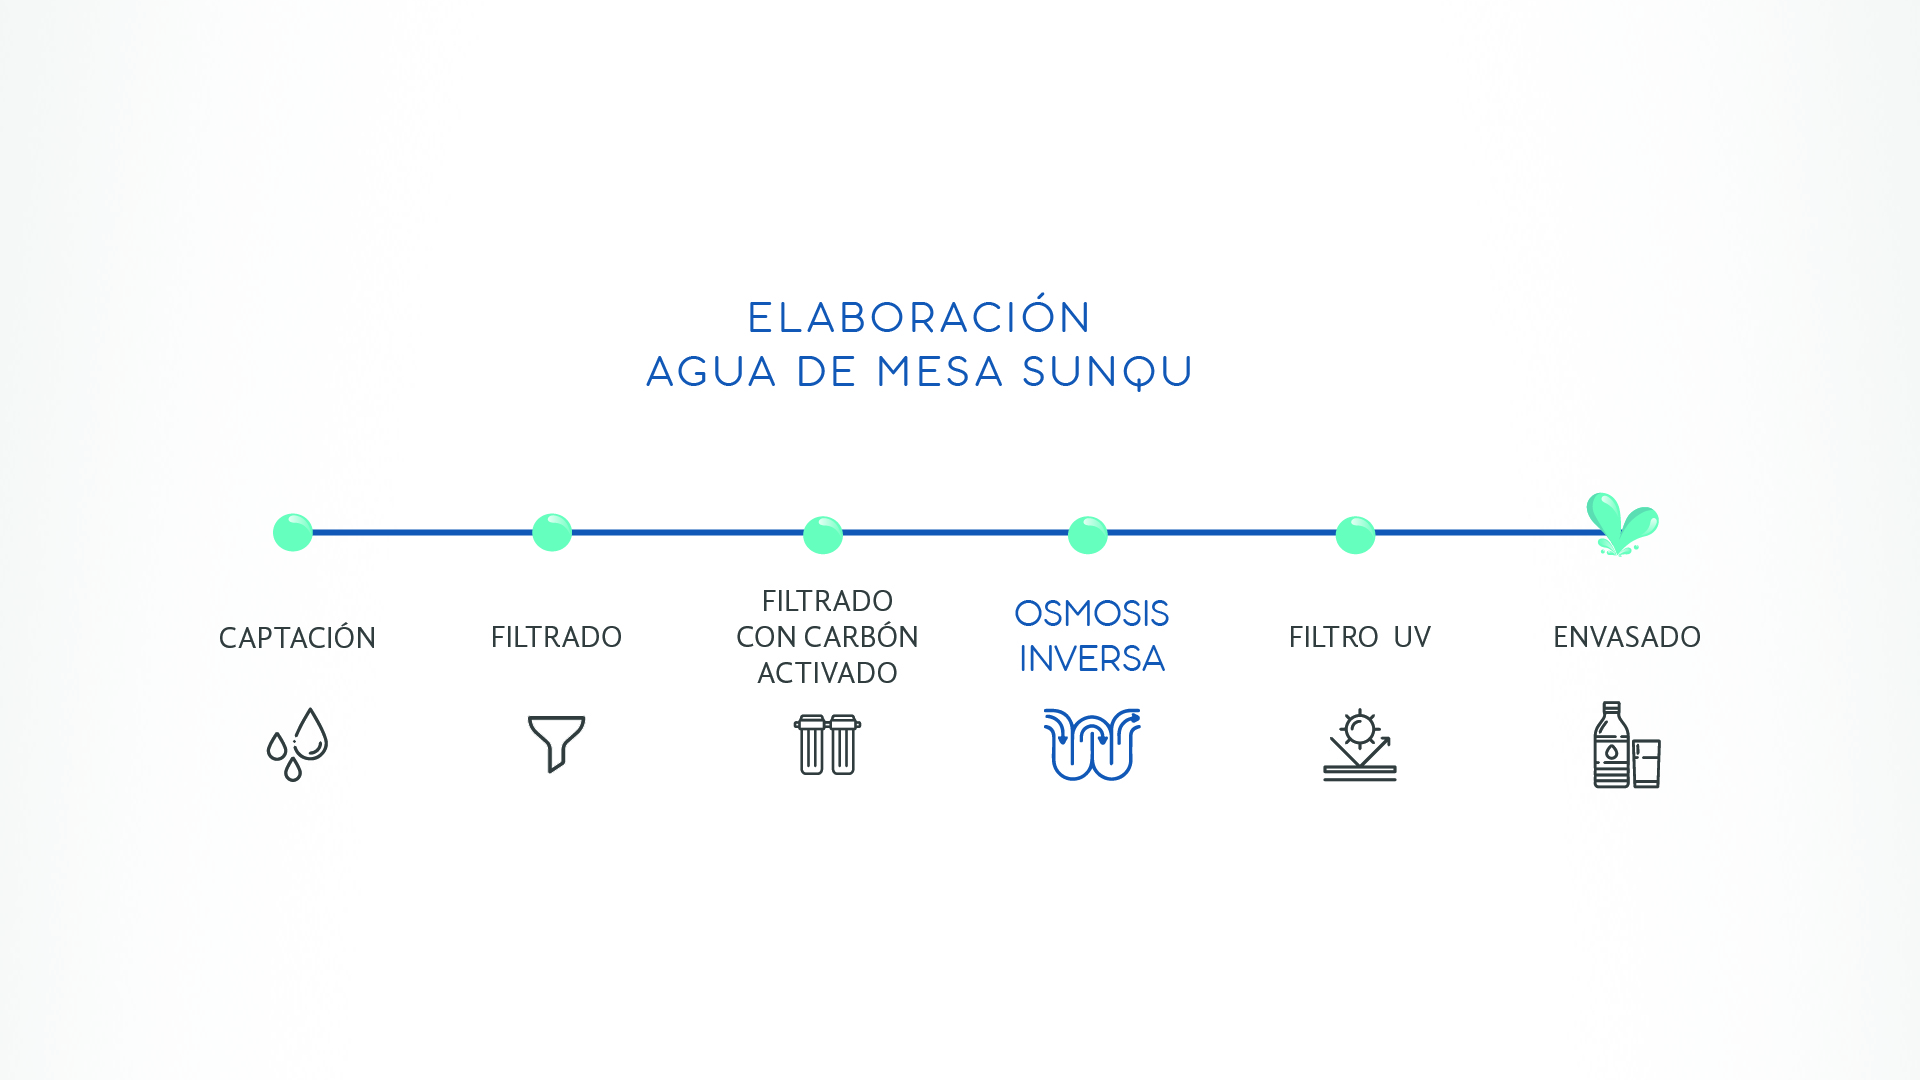 ELABORACIÓN
AGUA DE MESA SUNQU
CAPTACIÓN
FILTRADO
FILTRADO
CON CARBÓN
ACTIVADO
OSMOSIS
INVERSA
FILTRO UV
ENVASADO